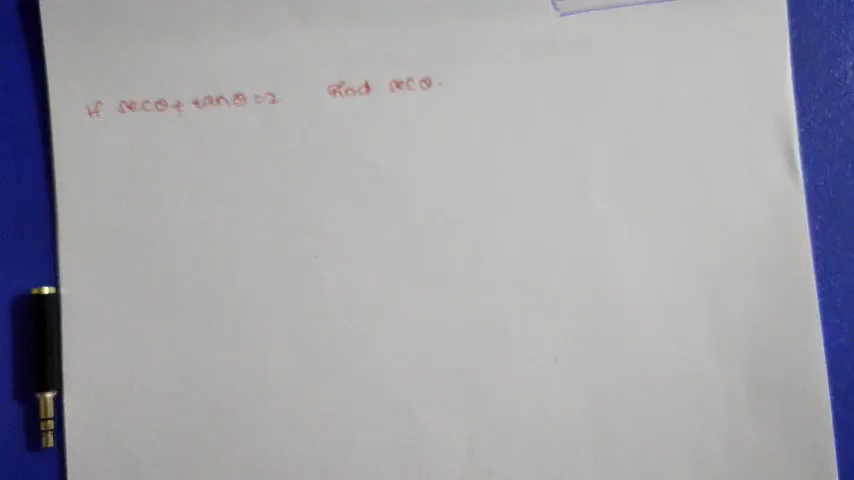 If secθ + tanθ = 2 find secθ.